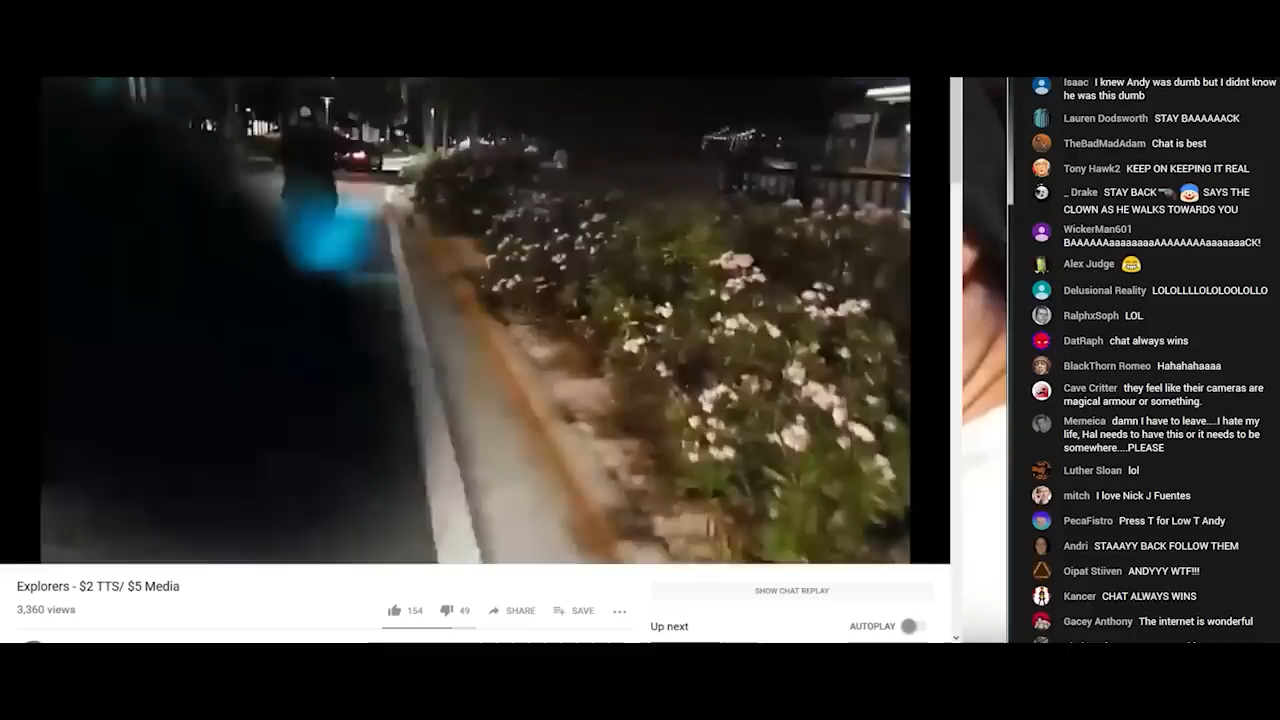 Isaac I knew Andy was dumb but I didnt know
he was this dumb
Lauren Dodsworth STAY BAAAAAACK
TheBadMadAdam Chat is best
Tony Hawk2 KEEP ON KEEPING IT REAL
_ Drake STAY BACK🔫 🤡 SAYS THE
CLOWN AS HE WALKS TOWARDS YOU
WickerMan601
BAAAAAAaaaaaaaAAAAAAAAaaaaaaaCK!
Alex Judge 😂
Delusional Reality LOLOLLLLOLOLOOLOLLO
RalphxSoph LOL
DatRaph chat always wins
BlackThorn Romeo Hahahahaaaa
Cave Critter they feel like their cameras are
magical armour or something.
Memeica damn I have to leave....I hate my
life, Hal needs to have this or it needs to be
somewhere....PLEASE
Luther Sloan lol
mitch I love Nick J Fuentes
PecaFistro Press T for Low T Andy
Andri STAAAYY BACK FOLLOW THEM
Oipat Stiiven ANDYYY WTF!!!
Kancer CHAT ALWAYS WINS
Gacey Anthony The internet is wonderful
Explorers - $2 TTS/ $5 Media
3,360 views
154 49 SHARE SAVE
SHOW CHAT REPLAY
Up next AUTOPLAY